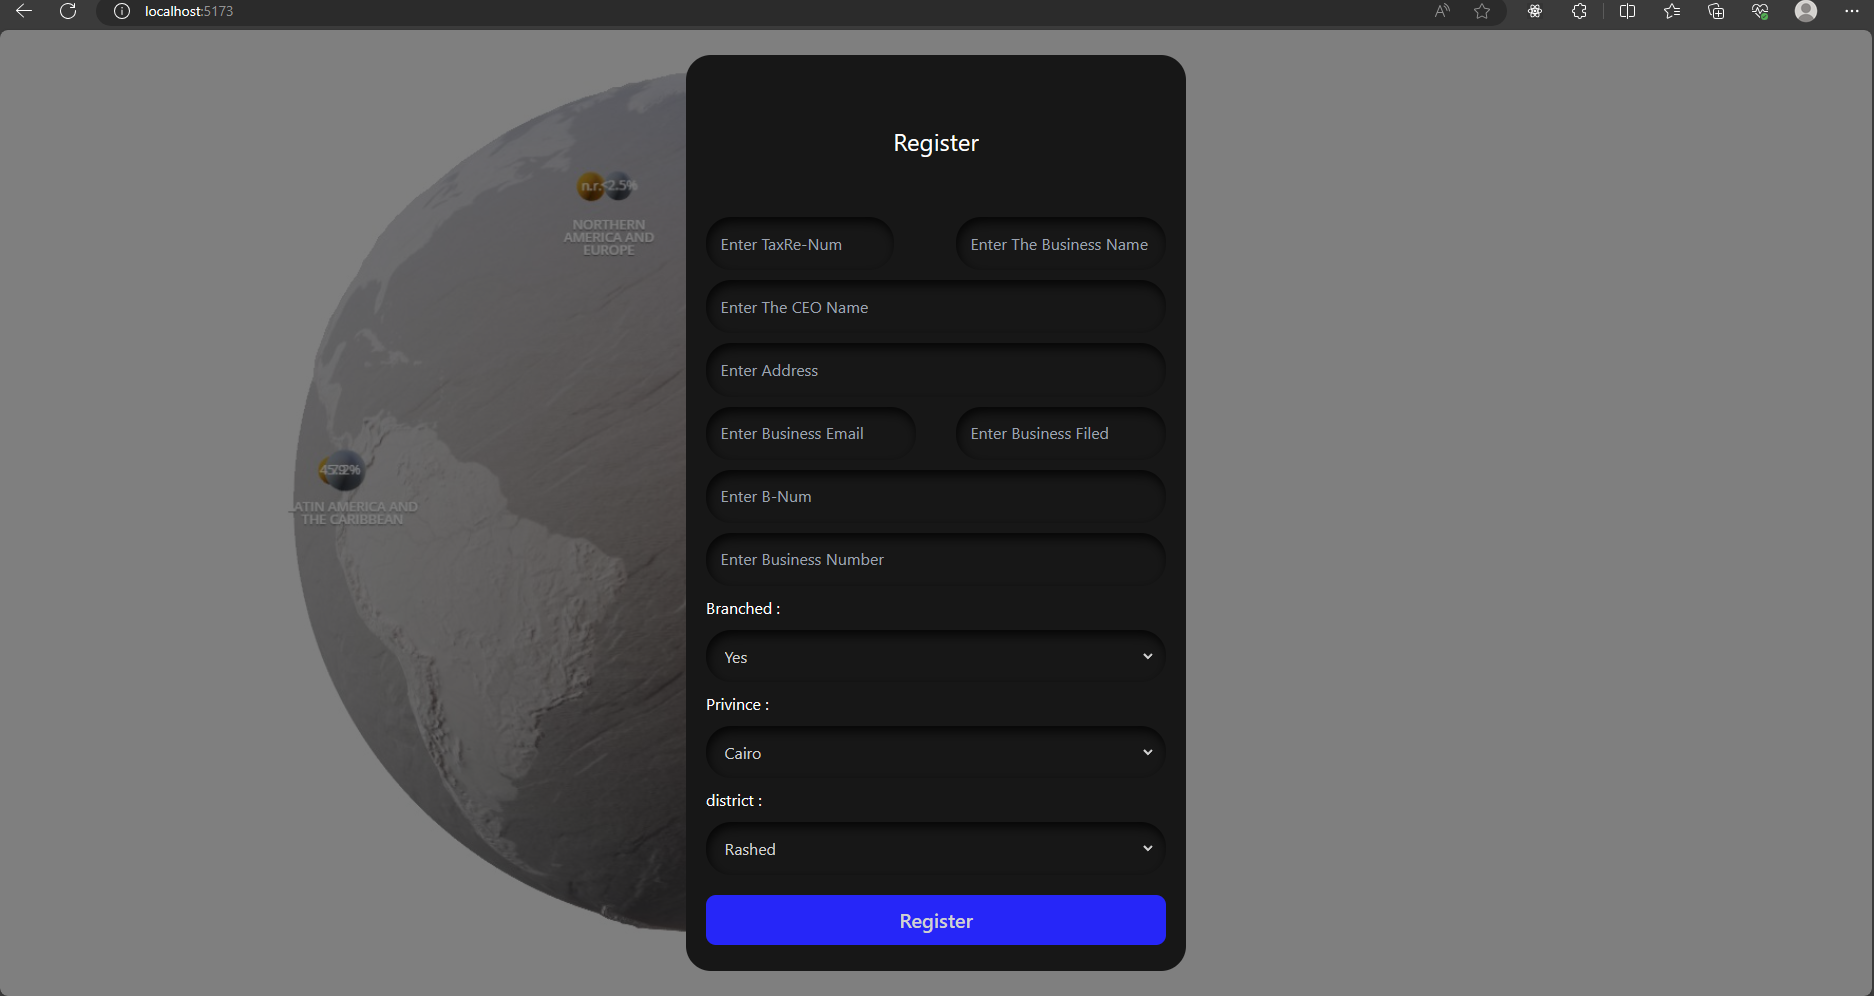 localhost:5173
Register
Enter TaxRe-Num
Enter The Business Name
Enter The CEO Name
Enter Address
Enter Business Email
Enter Business Filed
Enter B-Num
Enter Business Number
Branched :
Yes
Privince :
Cairo
district :
Rashed
Register
n.r.
<2.5%
NORTHERN
AMERICA AND
EUROPE
LATIN AMERICA AND
THE CARIBBEAN